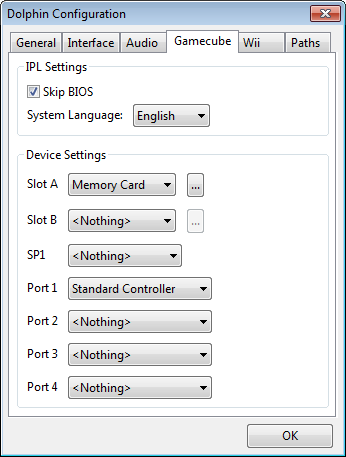 Dolphin Configuration
General Interface Audio Gamecube Wii Paths
IPL Settings
Skip BIOS
System Language: English
Device Settings
Slot A Memory Card ...
Slot B <Nothing> ...
SP1 <Nothing>
Port 1 Standard Controller
Port 2 <Nothing>
Port 3 <Nothing>
Port 4 <Nothing>
OK